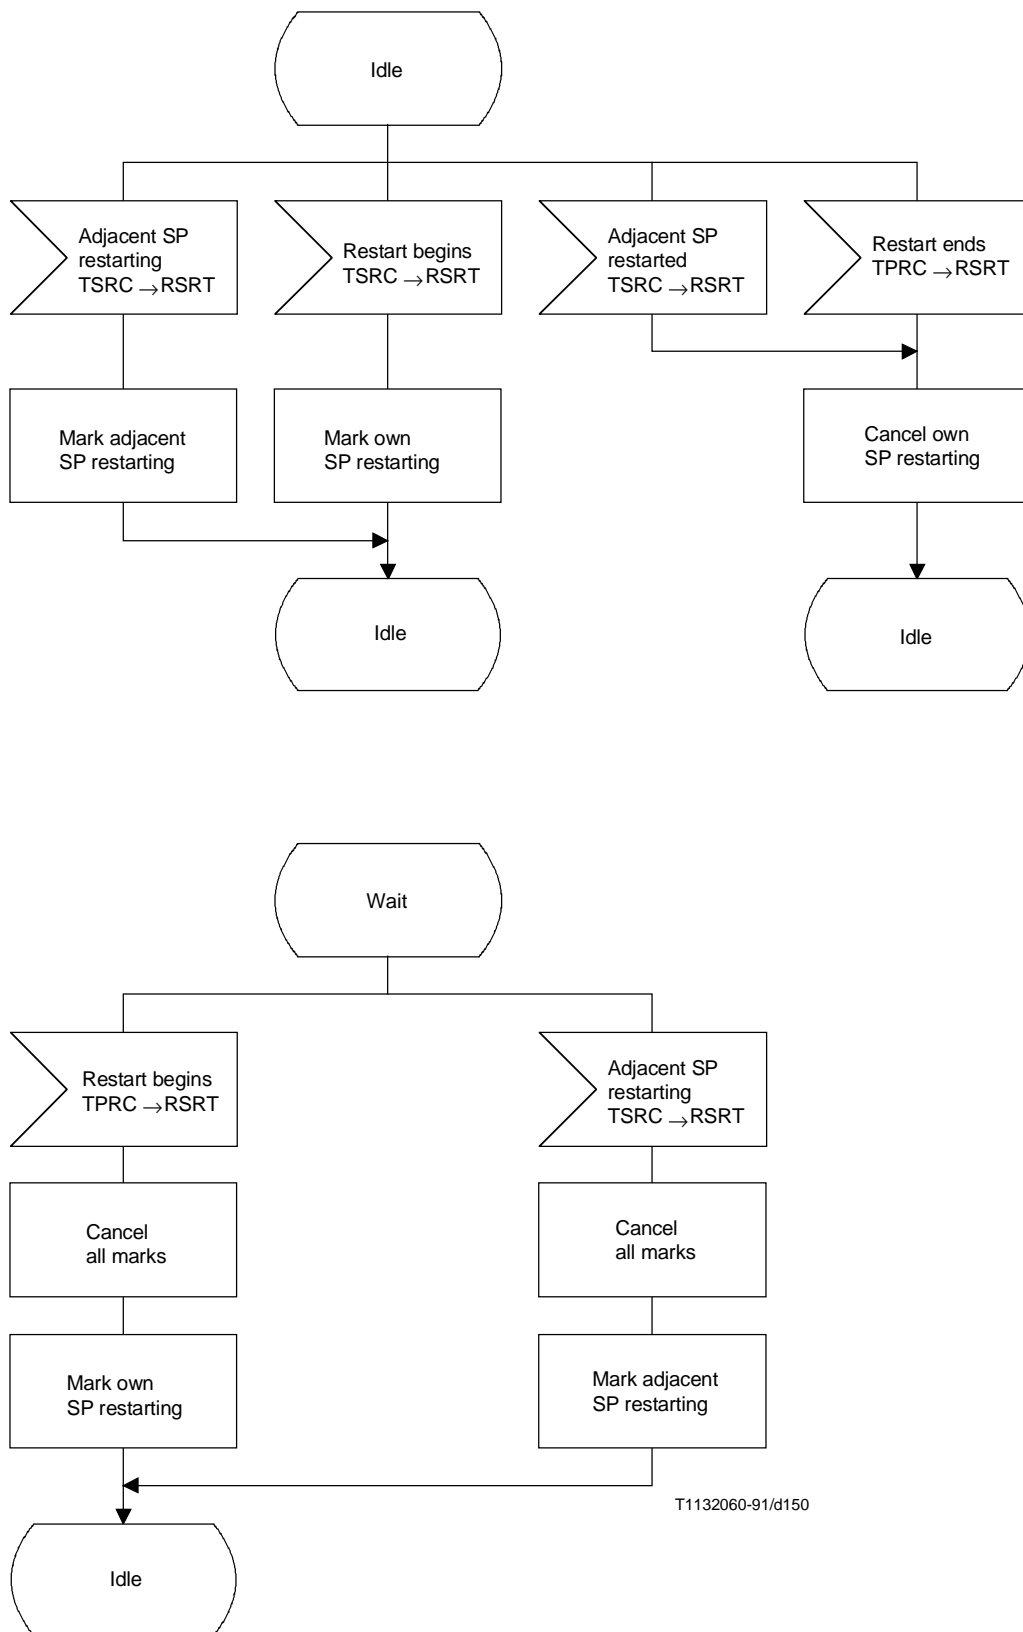 Idle
Adjacent SP
restarting
TSRC → RSRT
Restart begins
TSRC → RSRT
Adjacent SP
restarted
TSRC → RSRT
Restart ends
TPRC → RSRT
Mark adjacent
SP restarting
Mark own
SP restarting
Cancel own
SP restarting
Idle
Idle
Wait
Restart begins
TPRC → RSRT
Adjacent SP
restarting
TSRC → RSRT
Cancel
all marks
Cancel
all marks
Mark own
SP restarting
Mark adjacent
SP restarting
T1132060-91/d150
Idle